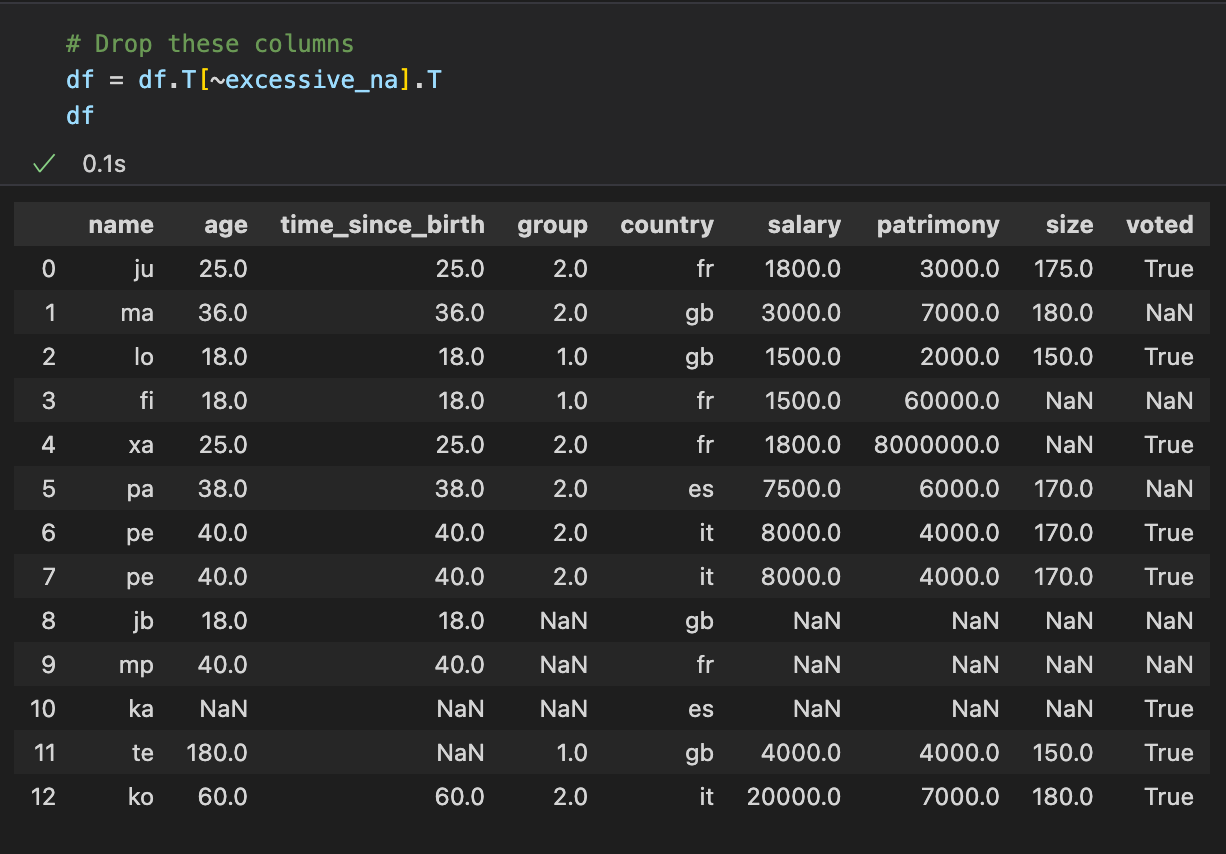 # Drop these columns
df = df.T[~excessive_na].T
df
0.1s
name age time_since_birth group country salary patrimony size voted
0 ju 25.0 25.0 2.0 fr 1800.0 3000.0 175.0 True
1 ma 36.0 36.0 2.0 gb 3000.0 7000.0 180.0 NaN
2 lo 18.0 18.0 1.0 gb 1500.0 2000.0 150.0 True
3 fi 18.0 18.0 1.0 fr 1500.0 60000.0 NaN NaN
4 xa 25.0 25.0 2.0 fr 1800.0 8000000.0 NaN True
5 pa 38.0 38.0 2.0 es 7500.0 6000.0 170.0 NaN
6 pe 40.0 40.0 2.0 it 8000.0 4000.0 170.0 True
7 pe 40.0 40.0 2.0 it 8000.0 4000.0 170.0 True
8 jb 18.0 18.0 NaN gb NaN NaN NaN NaN
9 mp 40.0 40.0 NaN fr NaN NaN NaN NaN
10 ka NaN NaN NaN es NaN NaN NaN True
11 te 180.0 NaN 1.0 gb 4000.0 4000.0 150.0 True
12 ko 60.0 60.0 2.0 it 20000.0 7000.0 180.0 True